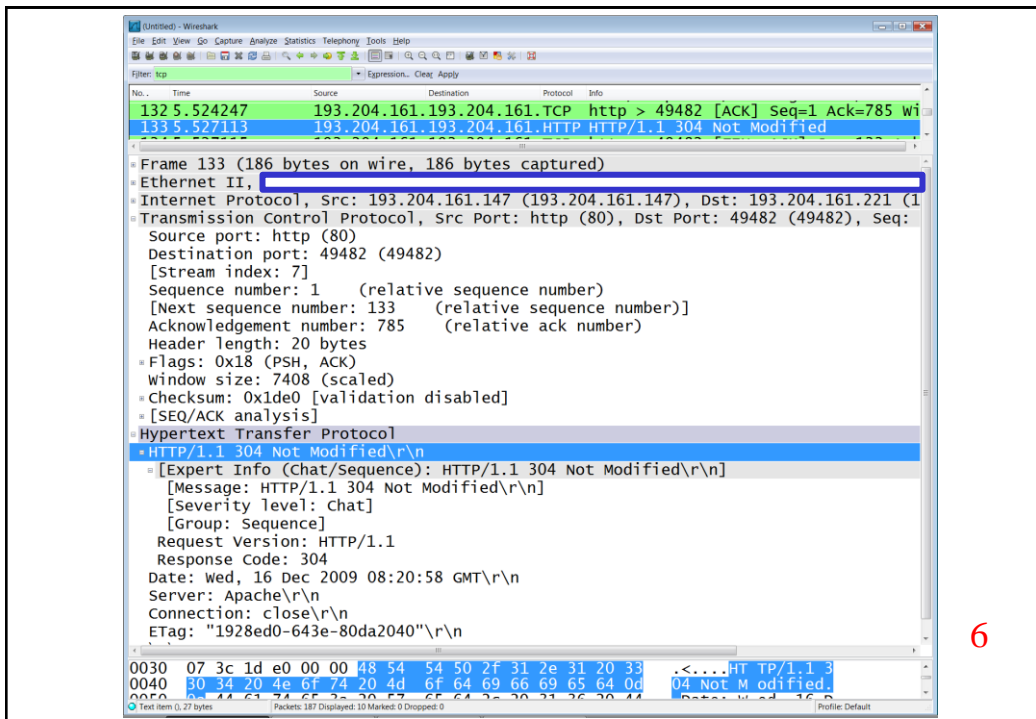 (Untitled) - Wireshark
File Edit View Go Capture Analyze Statistics Telephony Tools Help
Filter: tcp Expression... Clear Apply
No. . Time Source Destination Protocol Info
132 5.524247 193.204.161.193.204.161.TCP http > 49482 [ACK] Seq=1 Ack=785 Wi
133 5.527113 193.204.161.193.204.161.HTTP HTTP/1.1 304 Not Modified
Frame 133 (186 bytes on wire, 186 bytes captured)
Ethernet II,
Internet Protocol, Src: 193.204.161.147 (193.204.161.147), Dst: 193.204.161.221 (1
Transmission Control Protocol, Src Port: http (80), Dst Port: 49482 (49482), Seq:
Source port: http (80)
Destination port: 49482 (49482)
[Stream index: 7]
Sequence number: 1 (relative sequence number)
[Next sequence number: 133 (relative sequence number)]
Acknowledgement number: 785 (relative ack number)
Header length: 20 bytes
Flags: 0x18 (PSH, ACK)
Window size: 7408 (scaled)
Checksum: 0x1de0 [validation disabled]
[SEQ/ACK analysis]
Hypertext Transfer Protocol
HTTP/1.1 304 Not Modified\r\n
[Expert Info (Chat/Sequence): HTTP/1.1 304 Not Modified\r\n]
[Message: HTTP/1.1 304 Not Modified\r\n]
[Severity level: Chat]
[Group: Sequence]
Request Version: HTTP/1.1
Response Code: 304
Date: Wed, 16 Dec 2009 08:20:58 GMT\r\n
Server: Apache\r\n
Connection: close\r\n
ETag: "1928ed0-643e-80da2040"\r\n
6
0030 07 3c 1d e0 00 00 48 54 54 50 2f 31 2e 31 20 33 .<....HT TP/1.1 3
0040 30 34 20 4e 6f 74 20 4d 6f 64 69 66 69 65 64 0d 04 Not M odified.
Text item (), 27 bytes Packets: 187 Displayed: 10 Marked: 0 Dropped: 0 Profile: Default